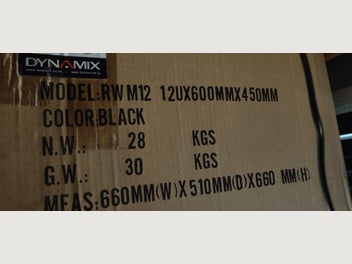 DYNAMIX
MODEL:RWM12 12UX600MMX450MM
COLOR:BLACK
N.W.: 28 KGS
G.W.: 30 KGS
MEAS:660MM(W)X510MM(D)X660 MM(H)